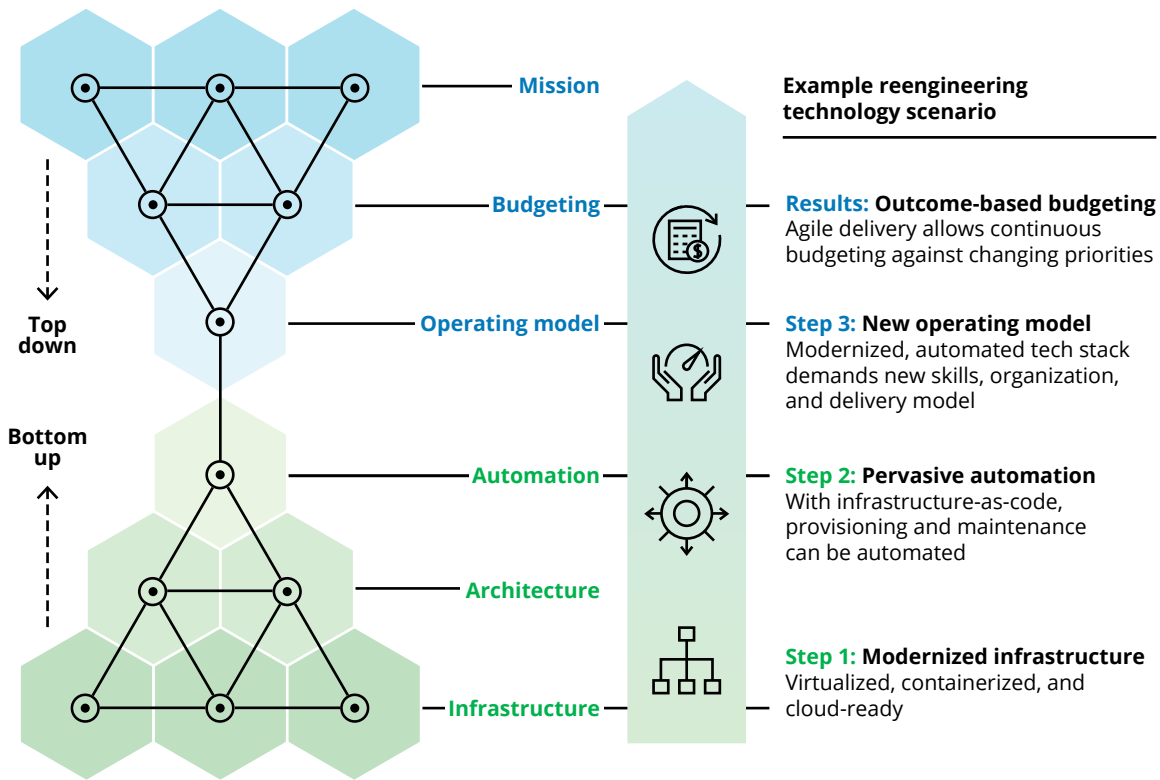 Mission
Budgeting
Top
down
Operating model
Bottom
up
Automation
Architecture
Infrastructure
$
Example reengineering
technology scenario
Results: Outcome-based budgeting
Agile delivery allows continuous
budgeting against changing priorities
Step 3: New operating model
Modernized, automated tech stack
demands new skills, organization,
and delivery model
Step 2: Pervasive automation
With infrastructure-as-code,
provisioning and maintenance
can be automated
Step 1: Modernized infrastructure
Virtualized, containerized, and
cloud-ready